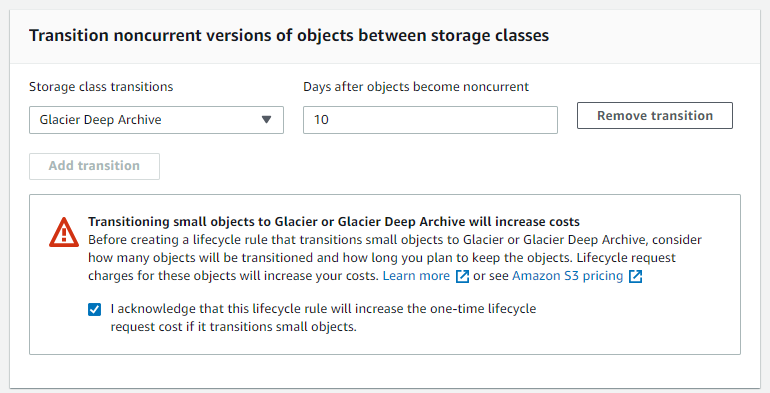 Transition noncurrent versions of objects between storage classes
Storage class transitions
Days after objects become noncurrent
Glacier Deep Archive
10
Remove transition
Add transition
Transitioning small objects to Glacier or Glacier Deep Archive will increase costs
Before creating a lifecycle rule that transitions small objects to Glacier or Glacier Deep Archive, consider
how many objects will be transitioned and how long you plan to keep the objects. Lifecycle request
charges for these objects will increase your costs. Learn more or see Amazon S3 pricing
I acknowledge that this lifecycle rule will increase the one-time lifecycle
request cost if it transitions small objects.